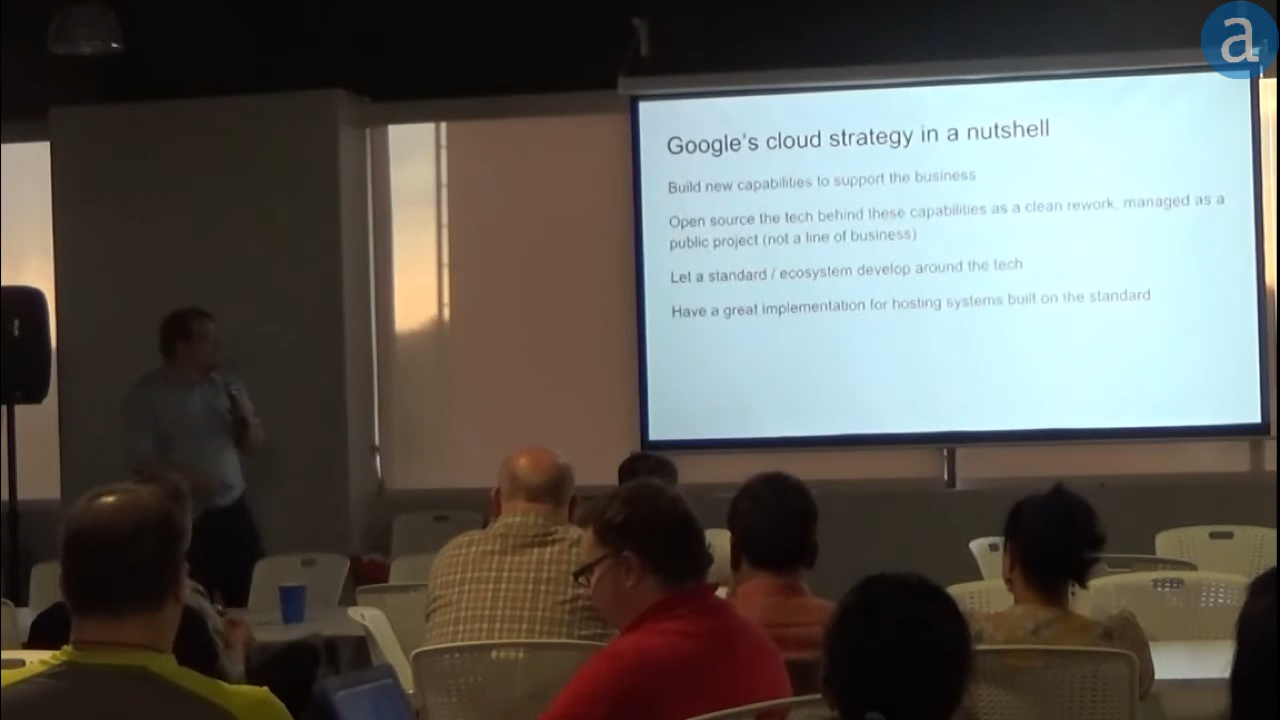 a
Google's cloud strategy in a nutshell
Build new capabilities to support the business
Open source the tech behind these capabilities as a clean rework, managed as a
public project (not a line of business)
Let a standard / ecosystem develop around the tech
Have a great implementation for hosting systems built on the standard